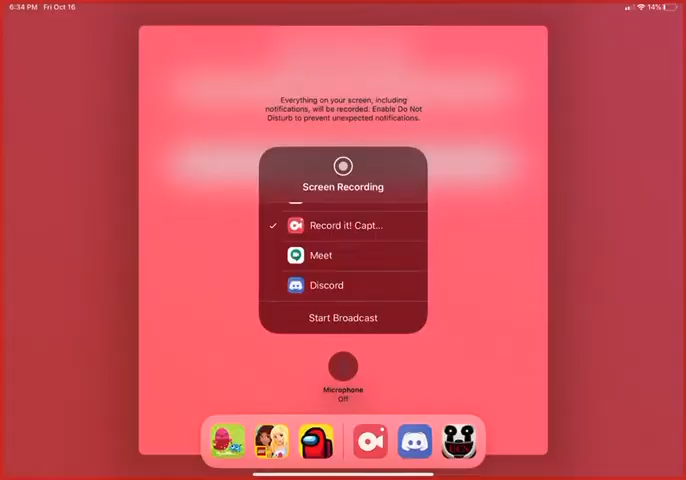 6:34 PM Fri Oct 16
14%
Everything on your screen, including
notifications, will be recorded. Enable Do Not
Disturb to prevent unexpected notifications.
Screen Recording
Record it! Capt...
Meet
Discord
Start Broadcast
Microphone
Off